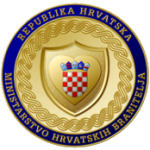 REPUBLIKA HRVATSKA
MINISTARSTVO HRVATSKIH BRANITELJA